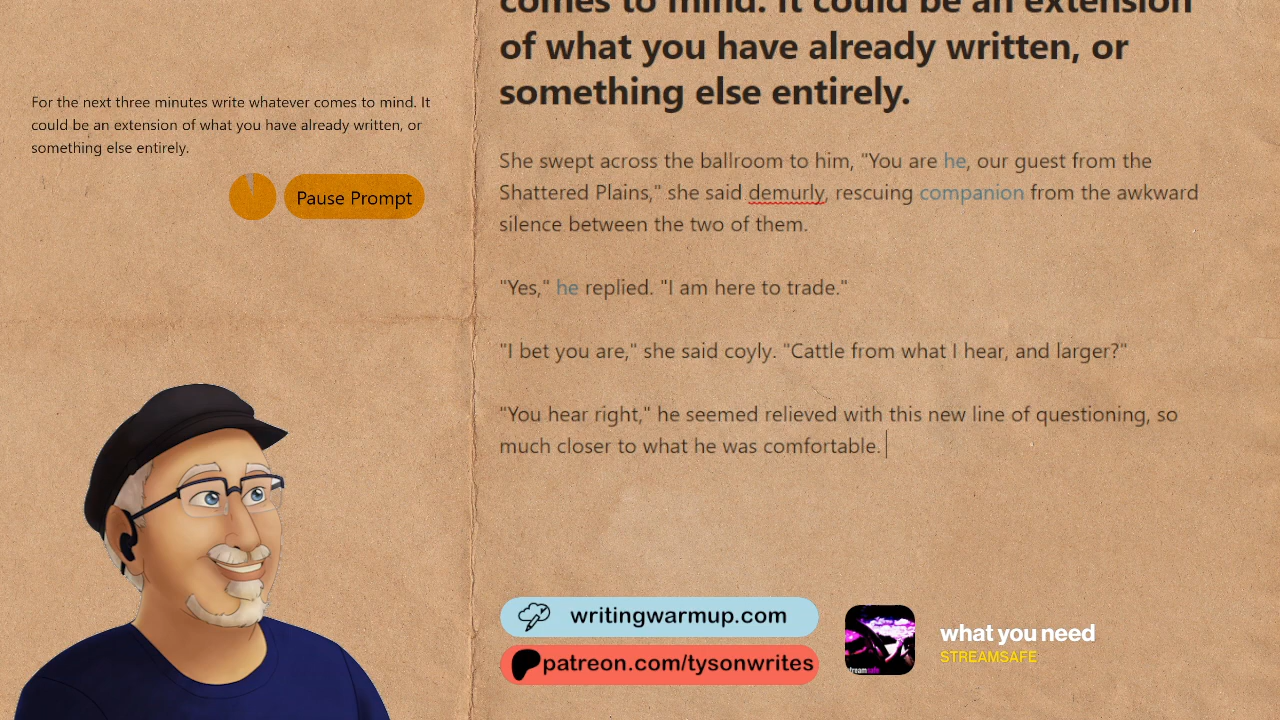 For the next three minutes write whatever comes to mind. It
could be an extension of what you have already written, or
something else entirely.
Pause Prompt
comes to mind. It could be an extension
of what you have already written, or
something else entirely.
She swept across the ballroom to him, "You are he, our guest from the
Shattered Plains," she said demurly, rescuing companion from the awkward
silence between the two of them.
"Yes," he replied. "I am here to trade."
"I bet you are," she said coyly. "Cattle from what I hear, and larger?"
"You hear right," he seemed relieved with this new line of questioning, so
much closer to what he was comfortable.
writingwarmup.com
patreon.com/tysonwrites
streamsafe
what you need
STREAMSAFE